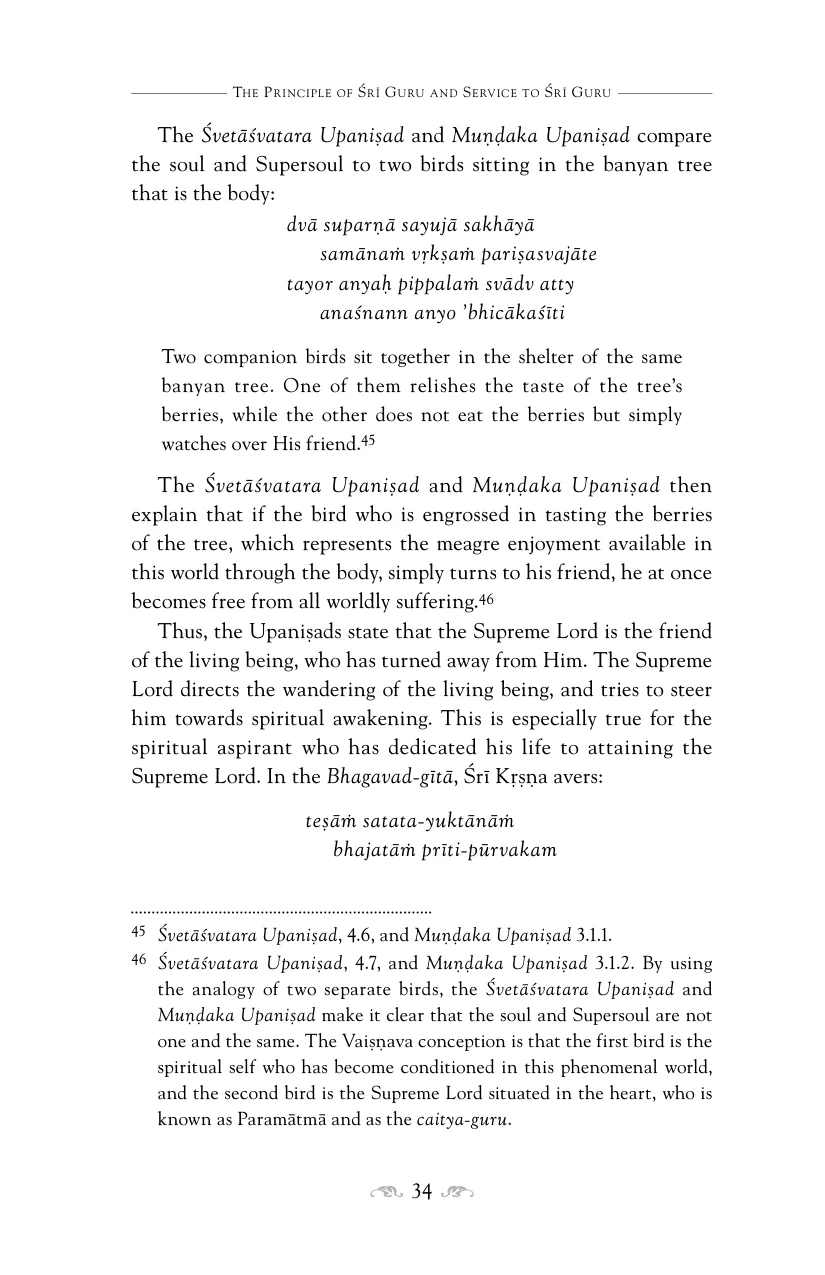 The Principle of Śrī Guru and Service to Śrī Guru
The Śvetāśvatara Upaniṣad and Muṇḍaka Upaniṣad compare
the soul and Supersoul to two birds sitting in the banyan tree
that is the body:
dvā suparṇā sayujā sakhāyā
samānaṁ vṛkṣaṁ pariṣasvajāte
tayor anyaḥ pippalaṁ svādv atty
anaśnann anyo ’bhicākaśīti
Two companion birds sit together in the shelter of the same
banyan tree. One of them relishes the taste of the tree’s
berries, while the other does not eat the berries but simply
watches over His friend.45
The Śvetāśvatara Upaniṣad and Muṇḍaka Upaniṣad then
explain that if the bird who is engrossed in tasting the berries
of the tree, which represents the meagre enjoyment available in
this world through the body, simply turns to his friend, he at once
becomes free from all worldly suffering.46
Thus, the Upaniṣads state that the Supreme Lord is the friend
of the living being, who has turned away from Him. The Supreme
Lord directs the wandering of the living being, and tries to steer
him towards spiritual awakening. This is especially true for the
spiritual aspirant who has dedicated his life to attaining the
Supreme Lord. In the Bhagavad-gītā, Śrī Kṛṣṇa avers:
teṣāṁ satata-yuktānāṁ
bhajatāṁ prīti-pūrvakam
45 Śvetāśvatara Upaniṣad, 4.6, and Muṇḍaka Upaniṣad 3.1.1.
46 Śvetāśvatara Upaniṣad, 4.7, and Muṇḍaka Upaniṣad 3.1.2. By using
the analogy of two separate birds, the Śvetāśvatara Upaniṣad and
Muṇḍaka Upaniṣad make it clear that the soul and Supersoul are not
one and the same. The Vaiṣṇava conception is that the first bird is the
spiritual self who has become conditioned in this phenomenal world,
and the second bird is the Supreme Lord situated in the heart, who is
known as Paramātmā and as the caitya-guru.
34